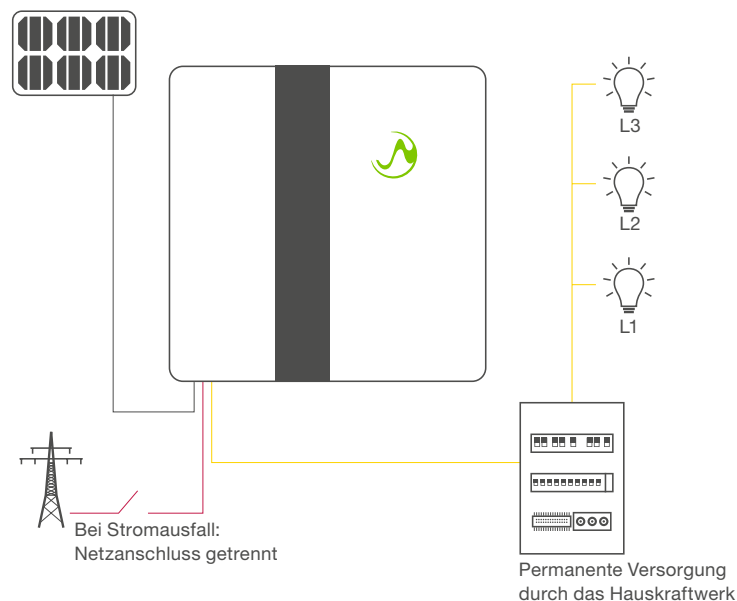 L3
L2
L1
Bei Stromausfall:
Netzanschluss getrennt
Permanente Versorgung
durch das Hauskraftwerk